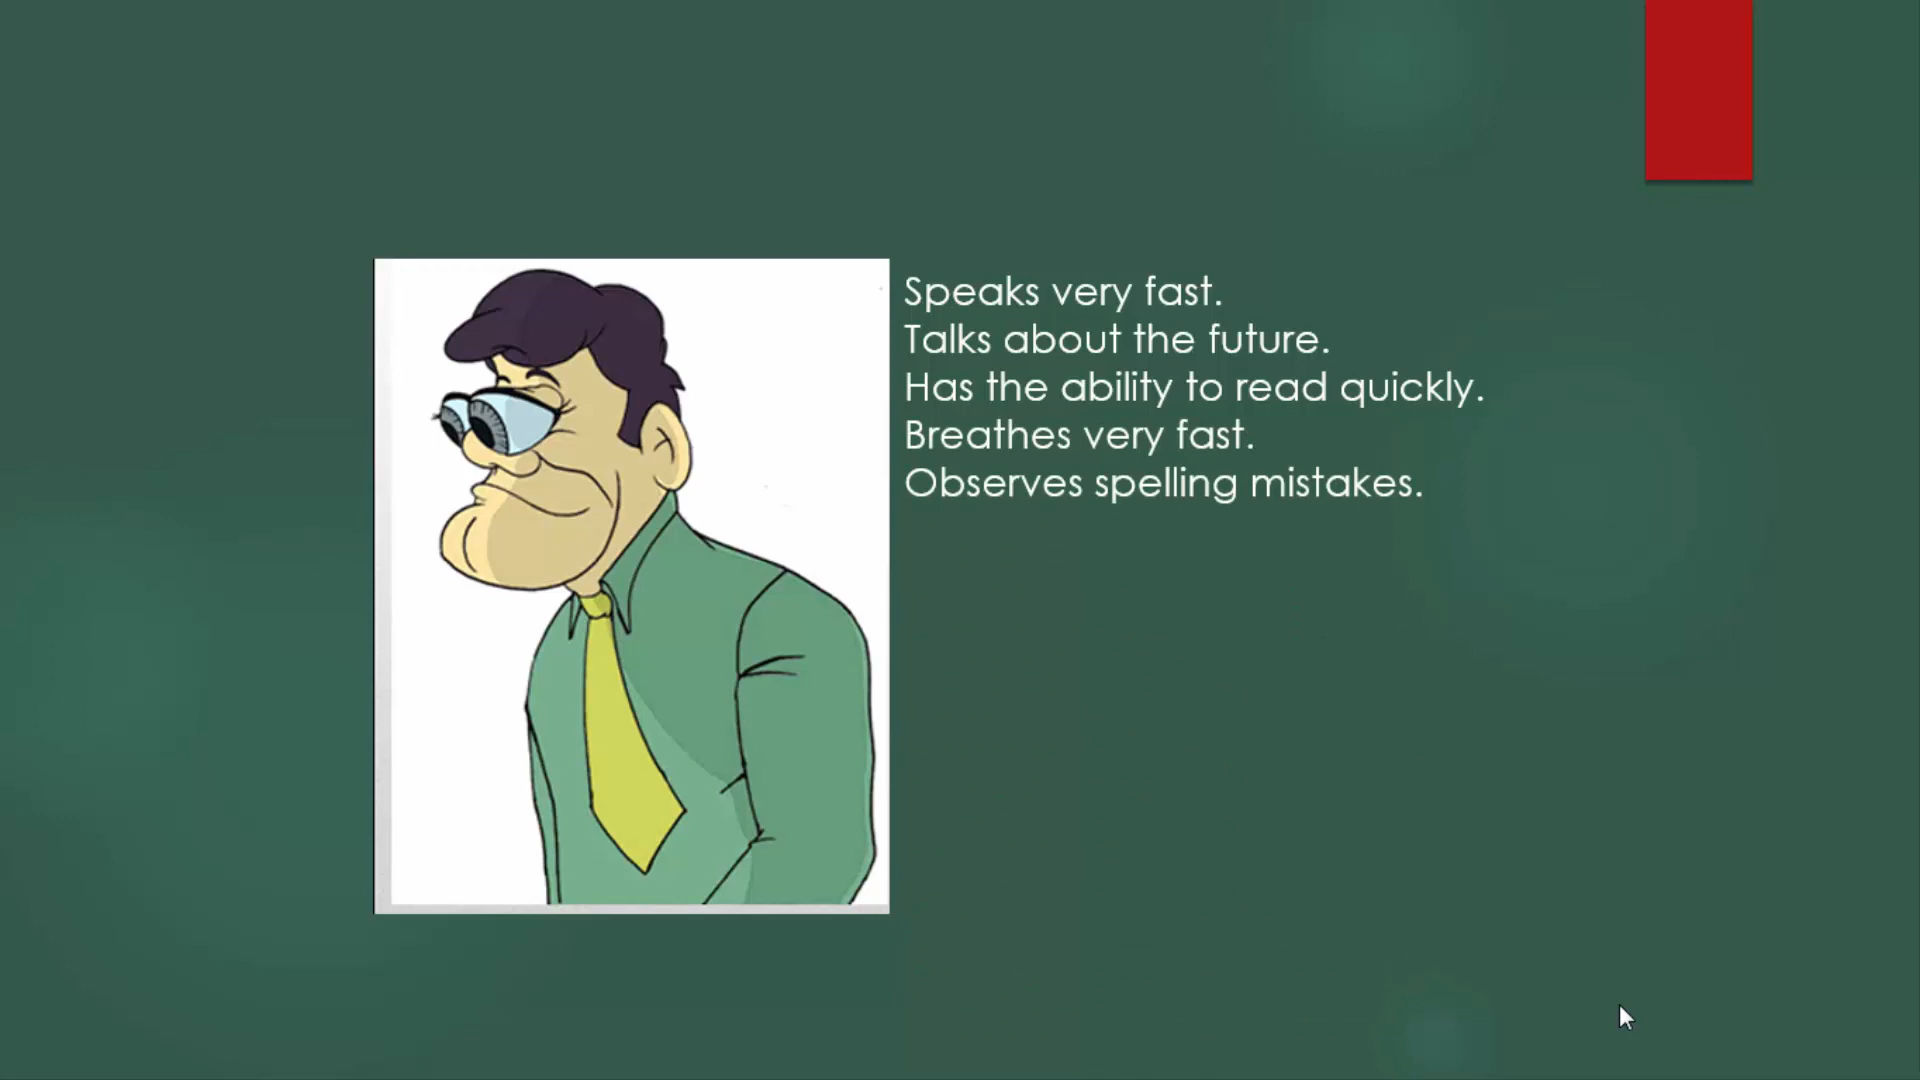 Speaks very fast.
Talks about the future.
Has the ability to read quickly.
Breathes very fast.
Observes spelling mistakes.